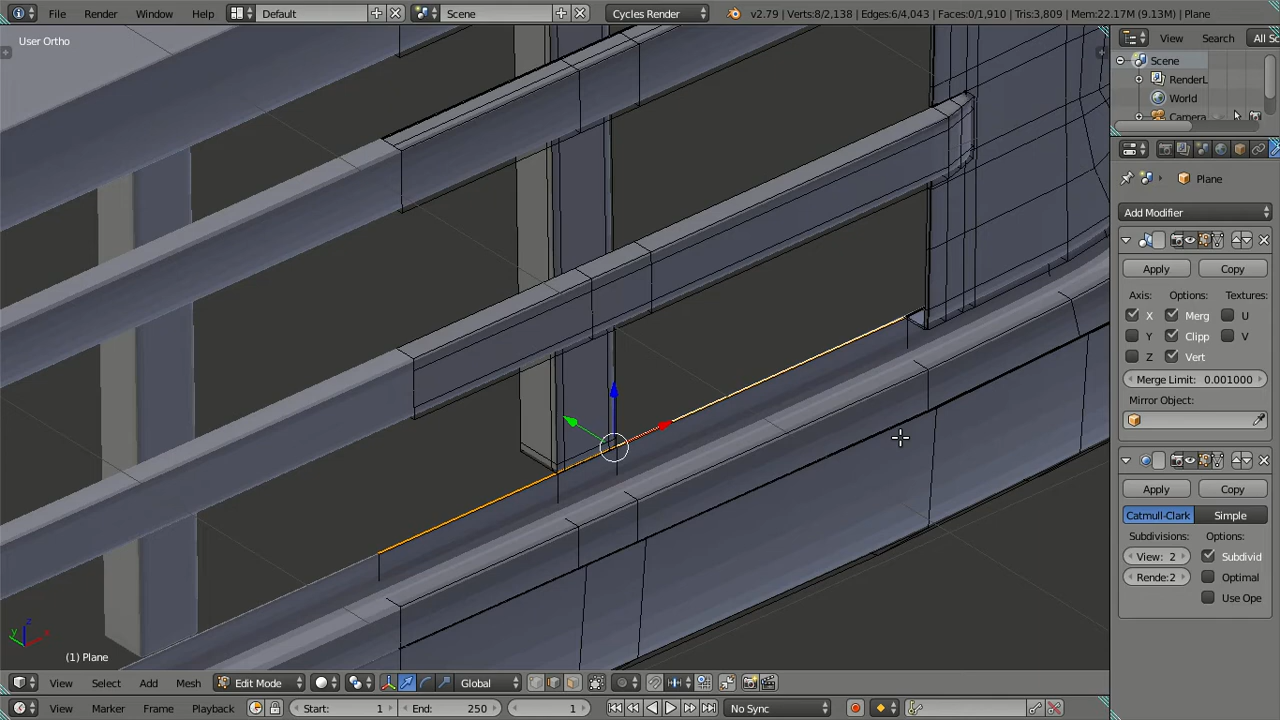 File Render Window Help Default Scene Cycles Render v2.79 | Verts:8/2,138 | Edges:6/4,043 | Faces:0/1,910 | Tris:3,809 | Mem:22.17M (9.13M) | Plane
User Ortho
View Search All Sc
Scene
RenderL
World
Camera
Plane
Add Modifier
Apply Copy
Axis: Options: Textures:
X Merg U
Y Clipp V
Z Vert
Merge Limit: 0.001000
Mirror Object:
Apply Copy
Catmull-Clark Simple
Subdivisions: Options:
View: 2 Subdivid
Rende:2 Optimal
Use Ope
z
y x
(1) Plane
View Select Add Mesh Edit Mode Global
View Marker Frame Playback Start: 1 End: 250 1 No Sync